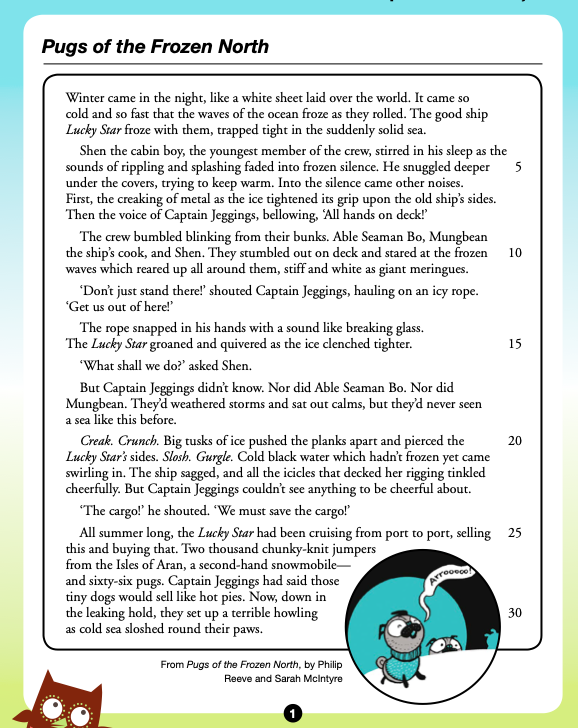 Pugs of the Frozen North
Winter came in the night, like a white sheet laid over the world. It came so
cold and so fast that the waves of the ocean froze as they rolled. The good ship
Lucky Star froze with them, trapped tight in the suddenly solid sea.
Shen the cabin boy, the youngest member of the crew, stirred in his sleep as the
sounds of rippling and splashing faded into frozen silence. He snuggled deeper 5
under the covers, trying to keep warm. Into the silence came other noises.
First, the creaking of metal as the ice tightened its grip upon the old ship's sides.
Then the voice of Captain Jeggings, bellowing, 'All hands on deck!'
The crew bumbled blinking from their bunks. Able Seaman Bo, Mungbean
the ship's cook, and Shen. They stumbled out on deck and stared at the frozen 10
waves which reared up all around them, stiff and white as giant meringues.
'Don't just stand there!' shouted Captain Jeggings, hauling on an icy rope.
'Get us out of here!'
The rope snapped in his hands with a sound like breaking glass.
The Lucky Star groaned and quivered as the ice clenched tighter. 15
'What shall we do?' asked Shen.
But Captain Jeggings didn't know. Nor did Able Seaman Bo. Nor did
Mungbean. They'd weathered storms and sat out calms, but they'd never seen
a sea like this before.
Creak. Crunch. Big tusks of ice pushed the planks apart and pierced the 20
Lucky Star's sides. Slosh. Gurgle. Cold black water which hadn't frozen yet came
swirling in. The ship sagged, and all the icicles that decked her rigging tinkled
cheerfully. But Captain Jeggings couldn't see anything to be cheerful about.
'The cargo!' he shouted. 'We must save the cargo!'
All summer long, the Lucky Star had been cruising from port to port, selling 25
this and buying that. Two thousand chunky-knit jumpers
from the Isles of Aran, a second-hand snowmobile—
and sixty-six pugs. Captain Jeggings had said those
tiny dogs would sell like hot pies. Now, down in
the leaking hold, they set up a terrible howling 30
as cold sea sloshed round their paws.
Arrooooo!
From Pugs of the Frozen North, by Philip
Reeve and Sarah McIntyre
1